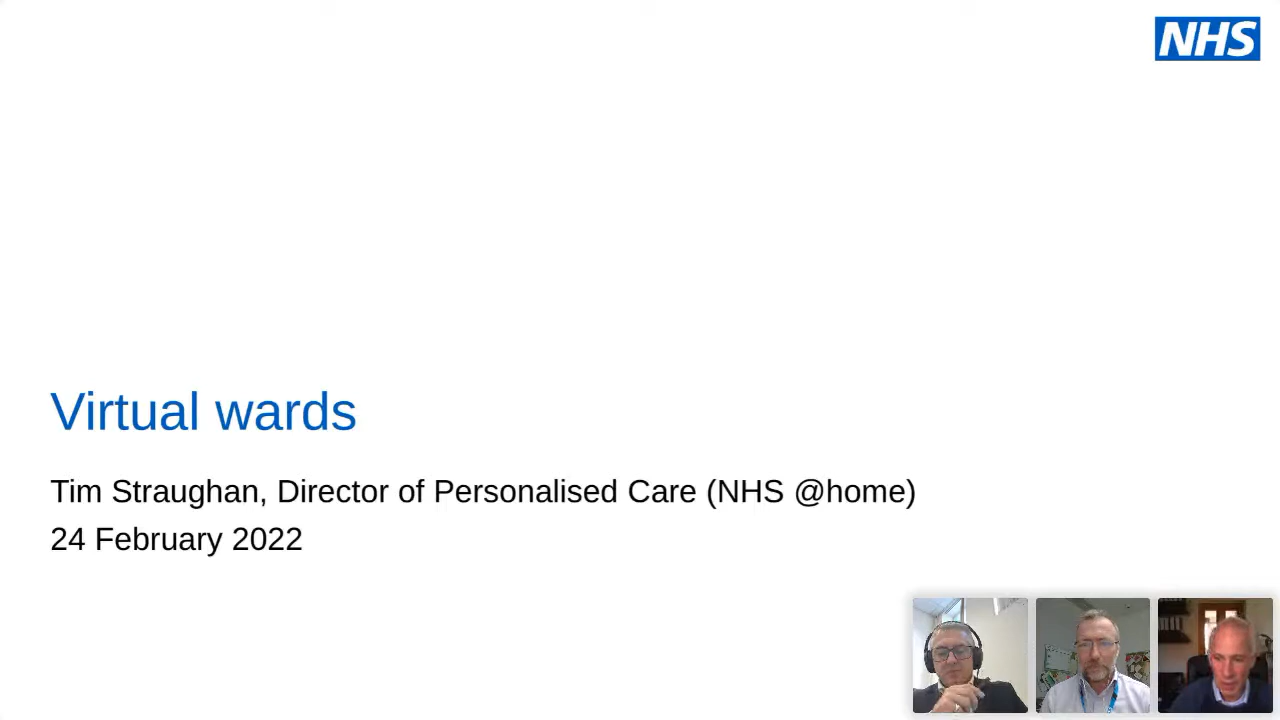 NHS
Virtual wards
Tim Straughan, Director of Personalised Care (NHS @home)
24 February 2022